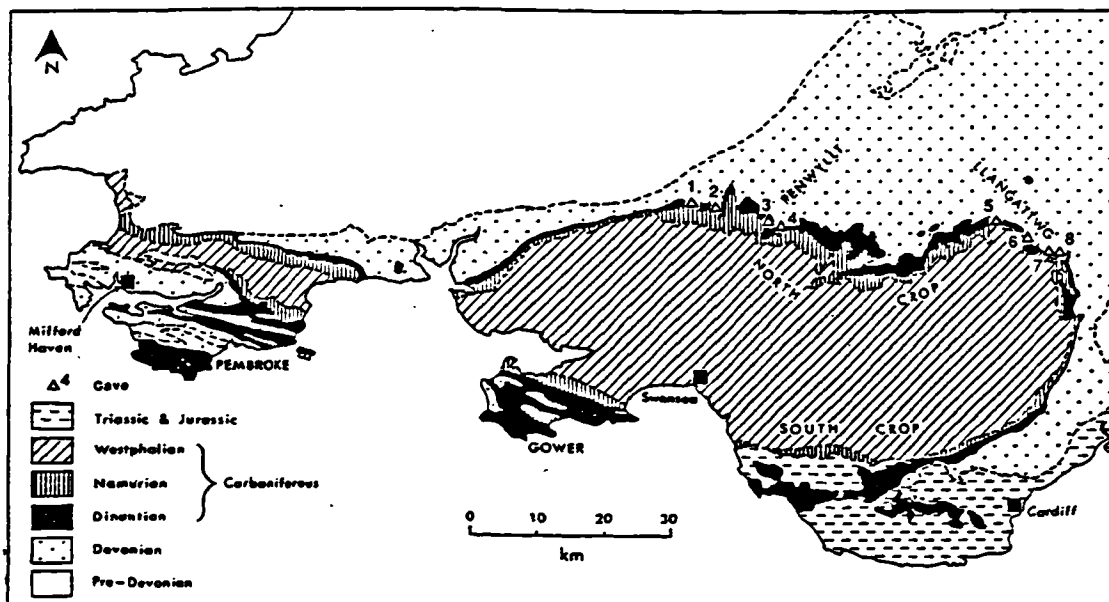 N
1
2
3
4
5
6
7
8
PENWYLLT
LLANGATTWG
NORTH CROP
Milford
Haven
PEMBROKE
GOWER
Swansea
SOUTH CROP
Cardiff
4 Cave
Triassic & Jurassic
Westphalian
Namurian
Carboniferous
Dinantian
Devonian
Pre-Devonian
0 10 20 30
km